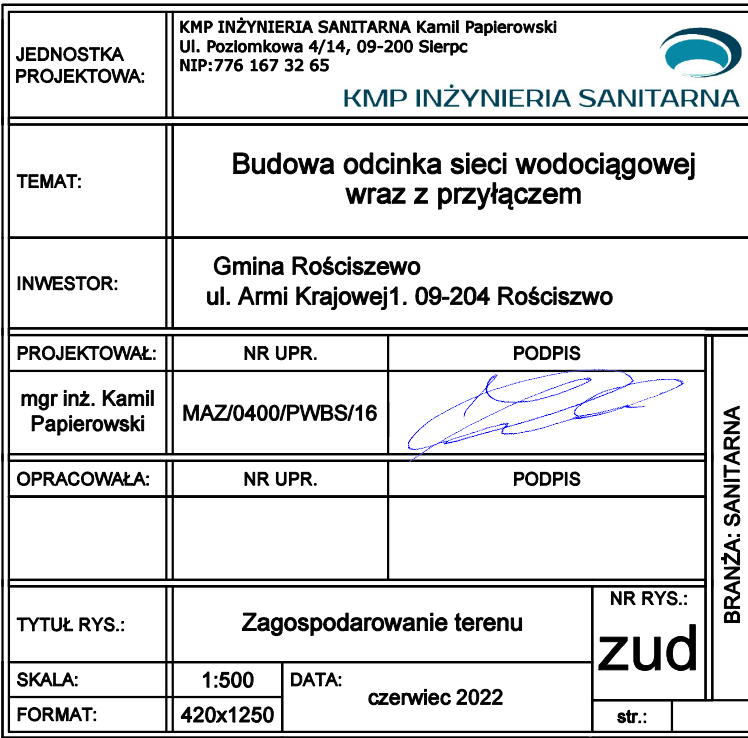 JEDNOSTKA
PROJEKTOWA:
KMP INŻYNIERIA SANITARNA Kamil Papierowski
Ul. Poziomkowa 4/14, 09-200 Sierpc
NIP:776 167 32 65
KMP INŻYNIERIA SANITARNA
TEMAT:
Budowa odcinka sieci wodociągowej
wraz z przyłączem
INWESTOR:
Gmina Rościszewo
ul. Armi Krajowej1. 09-204 Rościszwo
PROJEKTOWAŁ:
NR UPR.
PODPIS
mgr inż. Kamil
Papierowski
MAZ/0400/PWBS/16
OPRACOWAŁA:
NR UPR.
PODPIS
BRANŻA: SANITARNA
TYTUŁ RYS.:
Zagospodarowanie terenu
NR RYS.:
zud
SKALA:
1:500
DATA:
czerwiec 2022
FORMAT:
420x1250
str.: